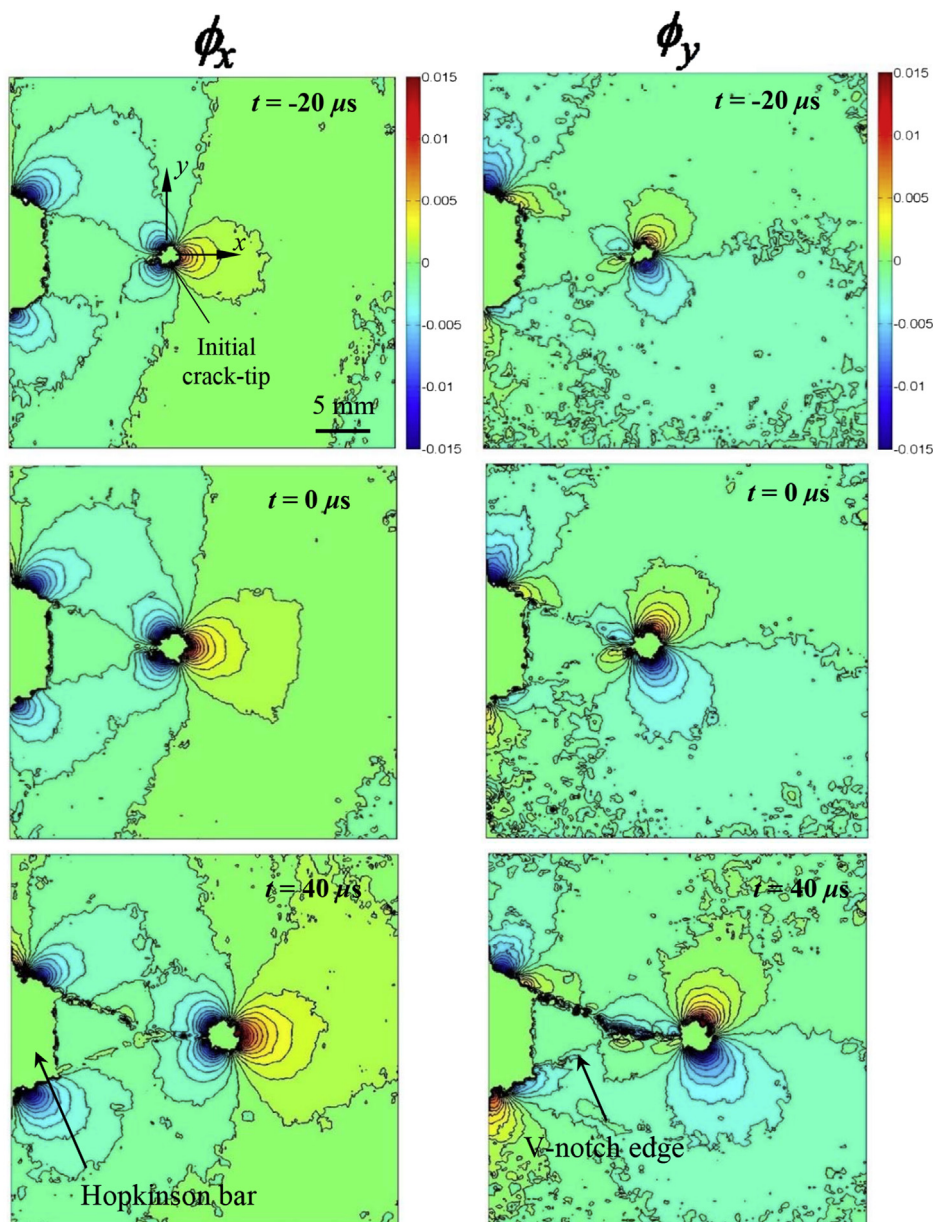 ϕx ϕy
t = -20 μs
t = -20 μs
0.015
0.01
0.005
0
-0.005
-0.010
-0.015
0.015
0.01
0.005
0
-0.005
-0.010
-0.015
y
x
Initial
crack-tip
5 mm
t = 0 μs
t = 0 μs
t = 40 μs
t = 40 μs
V-notch edge
Hopkinson bar